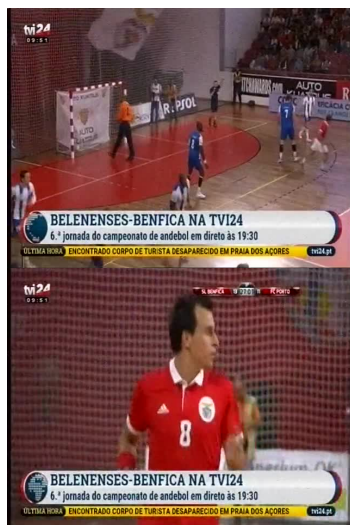 tvi24
09:51
AUTO
REPSOL
BELENENSES-BENFICA NA TVI24
6.ª jornada do campeonato de andebol em direto às 19:30
ÚLTIMA HORA ENCONTRADO CORPO DE TURISTA DESAPARECIDO EM PRAIA DOS AÇORES tvi24.pt
tvi24
09:51
SL BENFICA
FC PORTO
8
BELENENSES-BENFICA NA TVI24
6.ª jornada do campeonato de andebol em direto às 19:30
ÚLTIMA HORA ENCONTRADO CORPO DE TURISTA DESAPARECIDO EM PRAIA DOS AÇORES tvi24.pt